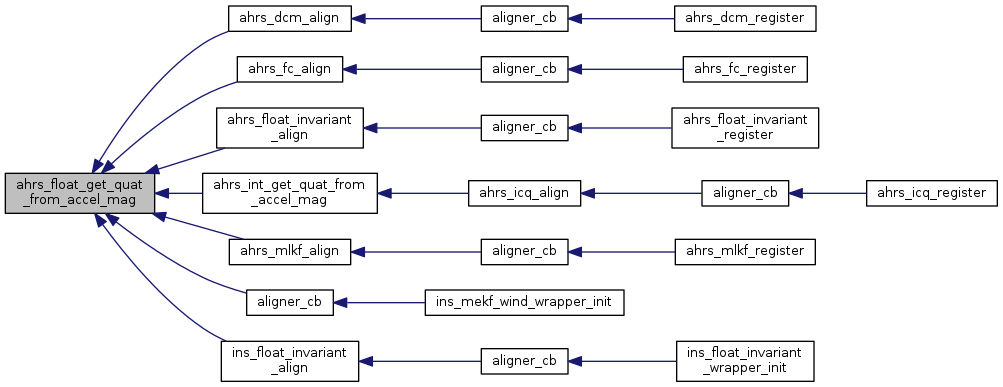 ahrs_dcm_align
aligner_cb
ahrs_dcm_register
ahrs_fc_align
aligner_cb
ahrs_fc_register
ahrs_float_invariant
_align
aligner_cb
ahrs_float_invariant
_register
ahrs_float_get_quat
_from_accel_mag
ahrs_int_get_quat_from
_accel_mag
ahrs_icq_align
aligner_cb
ahrs_icq_register
ahrs_mlkf_align
aligner_cb
ahrs_mlkf_register
aligner_cb
ins_mekf_wind_wrapper_init
ins_float_invariant
_align
aligner_cb
ins_float_invariant
_wrapper_init